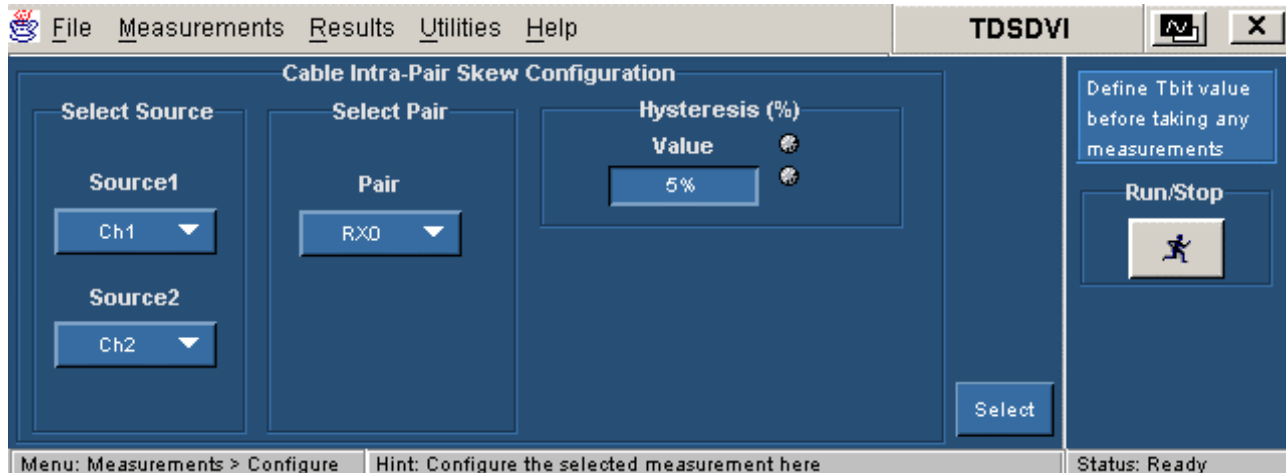 File Measurements Results Utilities Help TDSDVI X
Cable Intra-Pair Skew Configuration
Select Source
Source1
Ch1
Source2
Ch2
Select Pair
Pair
RX0
Hysteresis (%)
Value
5%
Select
Define Tbit value
before taking any
measurements
Run/Stop
Menu: Measurements > Configure
Hint: Configure the selected measurement here
Status: Ready